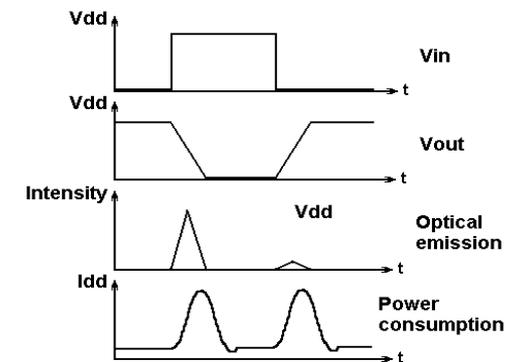 Vdd
Vin
t
Vdd
Vout
t
Intensity
Vdd
Optical
emission
t
Idd
Power
consumption
t